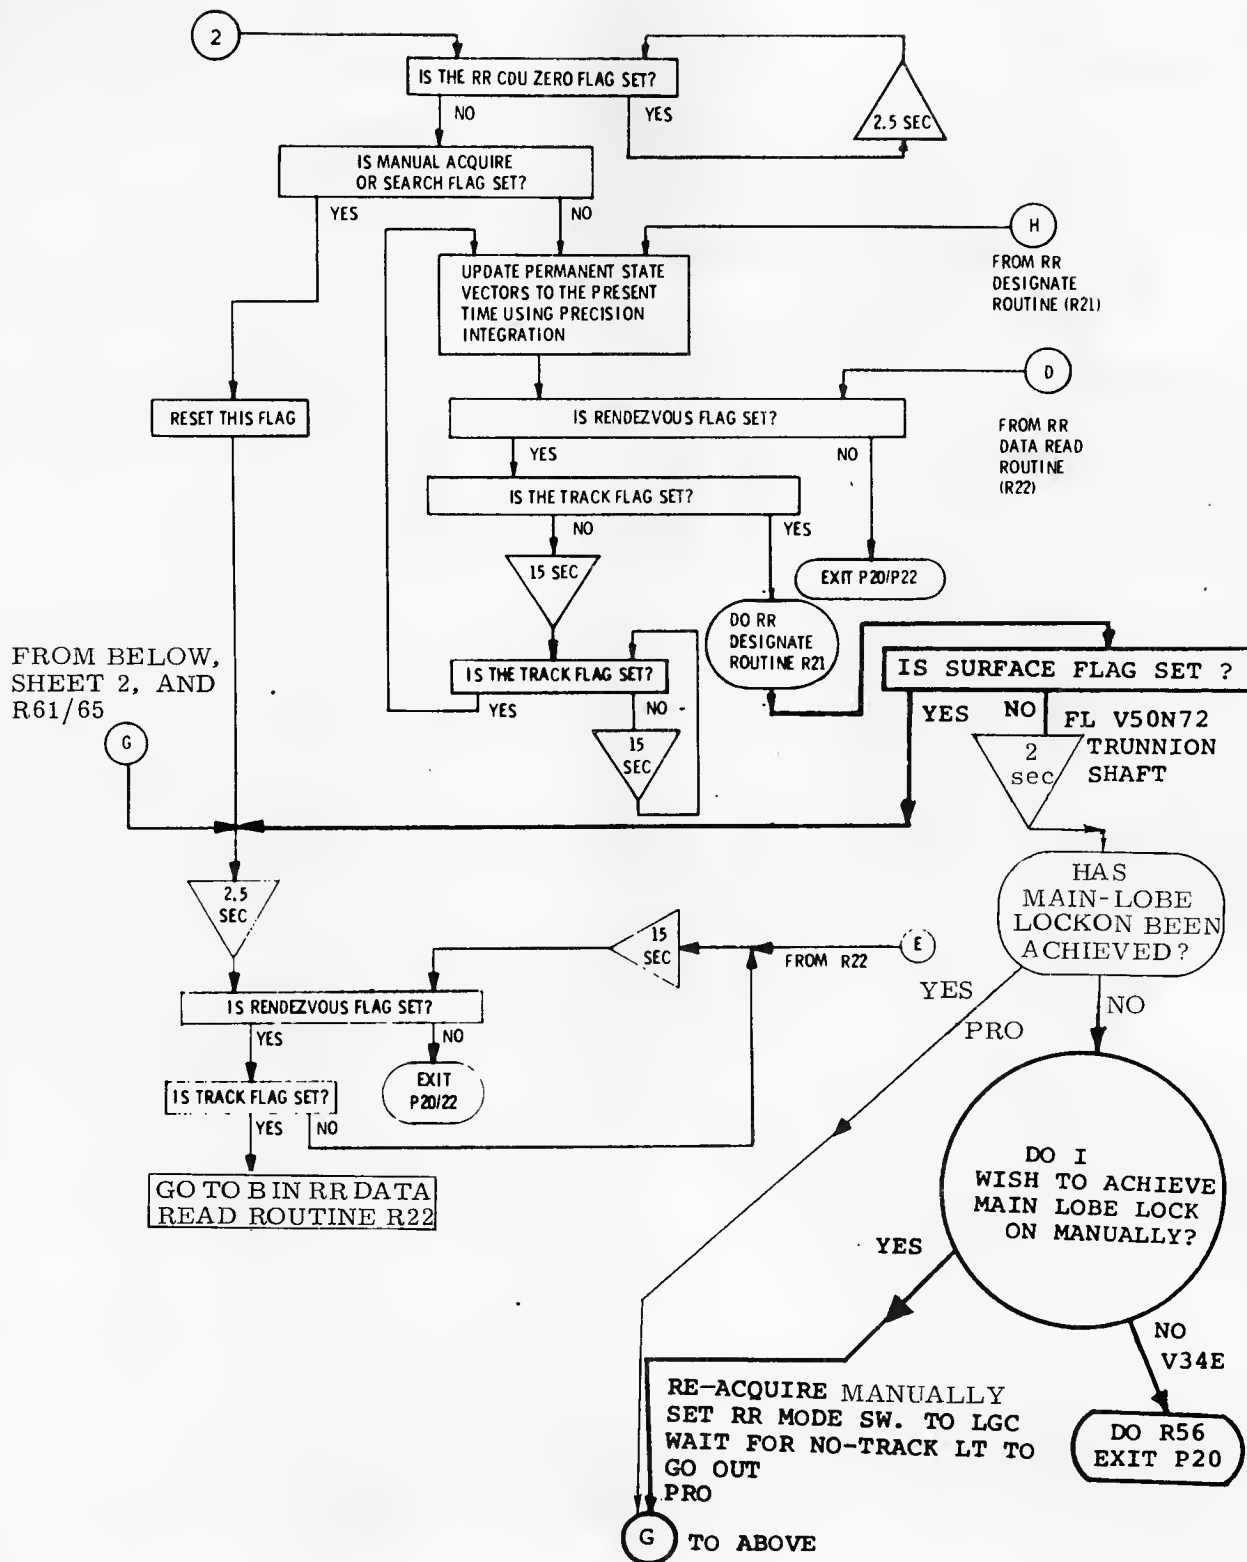 2
IS THE RR CDU ZERO FLAG SET?
NO
YES
2.5 SEC
IS MANUAL ACQUIRE
OR SEARCH FLAG SET?
YES
NO
H
FROM RR
DESIGNATE
ROUTINE (R21)
UPDATE PERMANENT STATE
VECTORS TO THE PRESENT
TIME USING PRECISION
INTEGRATION
D
FROM RR
DATA READ
ROUTINE
(R22)
RESET THIS FLAG
IS RENDEZVOUS FLAG SET?
YES
NO
IS THE TRACK FLAG SET?
NO
YES
15 SEC
EXIT P20/P22
DO RR
DESIGNATE
ROUTINE R21
IS THE TRACK FLAG SET?
YES
NO
15
SEC
FROM BELOW,
SHEET 2, AND
R61/65
G
IS SURFACE FLAG SET ?
YES
NO
FL V50N72
TRUNNION
SHAFT
2
sec
HAS
MAIN-LOBE
LOCKON BEEN
ACHIEVED?
YES
PRO
NO
2.5
SEC
15
SEC
FROM R22
E
IS RENDEZVOUS FLAG SET?
YES
NO
EXIT
P20/22
IS TRACK FLAG SET?
YES
NO
GO TO B IN RR DATA
READ ROUTINE R22
DO I
WISH TO ACHIEVE
MAIN LOBE LOCK
ON MANUALLY?
YES
NO
V34E
DO R56
EXIT P20
RE-ACQUIRE MANUALLY
SET RR MODE SW. TO LGC
WAIT FOR NO-TRACK LT TO
GO OUT
PRO
G
TO ABOVE